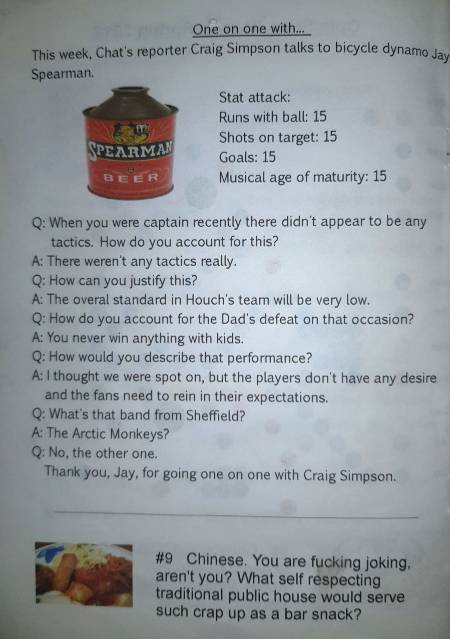 One on one with...
This week, Chat's reporter Craig Simpson talks to bicycle dynamo Jay
Spearman.
SPEARMAN
BEER
Stat attack:
Runs with ball: 15
Shots on target: 15
Goals: 15
Musical age of maturity: 15
Q: When you were captain recently there didn't appear to be any
tactics. How do you account for this?
A: There weren't any tactics really.
Q: How can you justify this?
A: The overal standard in Houch's team will be very low.
Q: How do you account for the Dad's defeat on that occasion?
A: You never win anything with kids.
Q: How would you describe that performance?
A: I thought we were spot on, but the players don't have any desire
and the fans need to rein in their expectations.
Q: What's that band from Sheffield?
A: The Arctic Monkeys?
Q: No, the other one.
Thank you, Jay, for going one on one with Craig Simpson.
#9 Chinese. You are fucking joking,
aren't you? What self respecting
traditional public house would serve
such crap up as a bar snack?